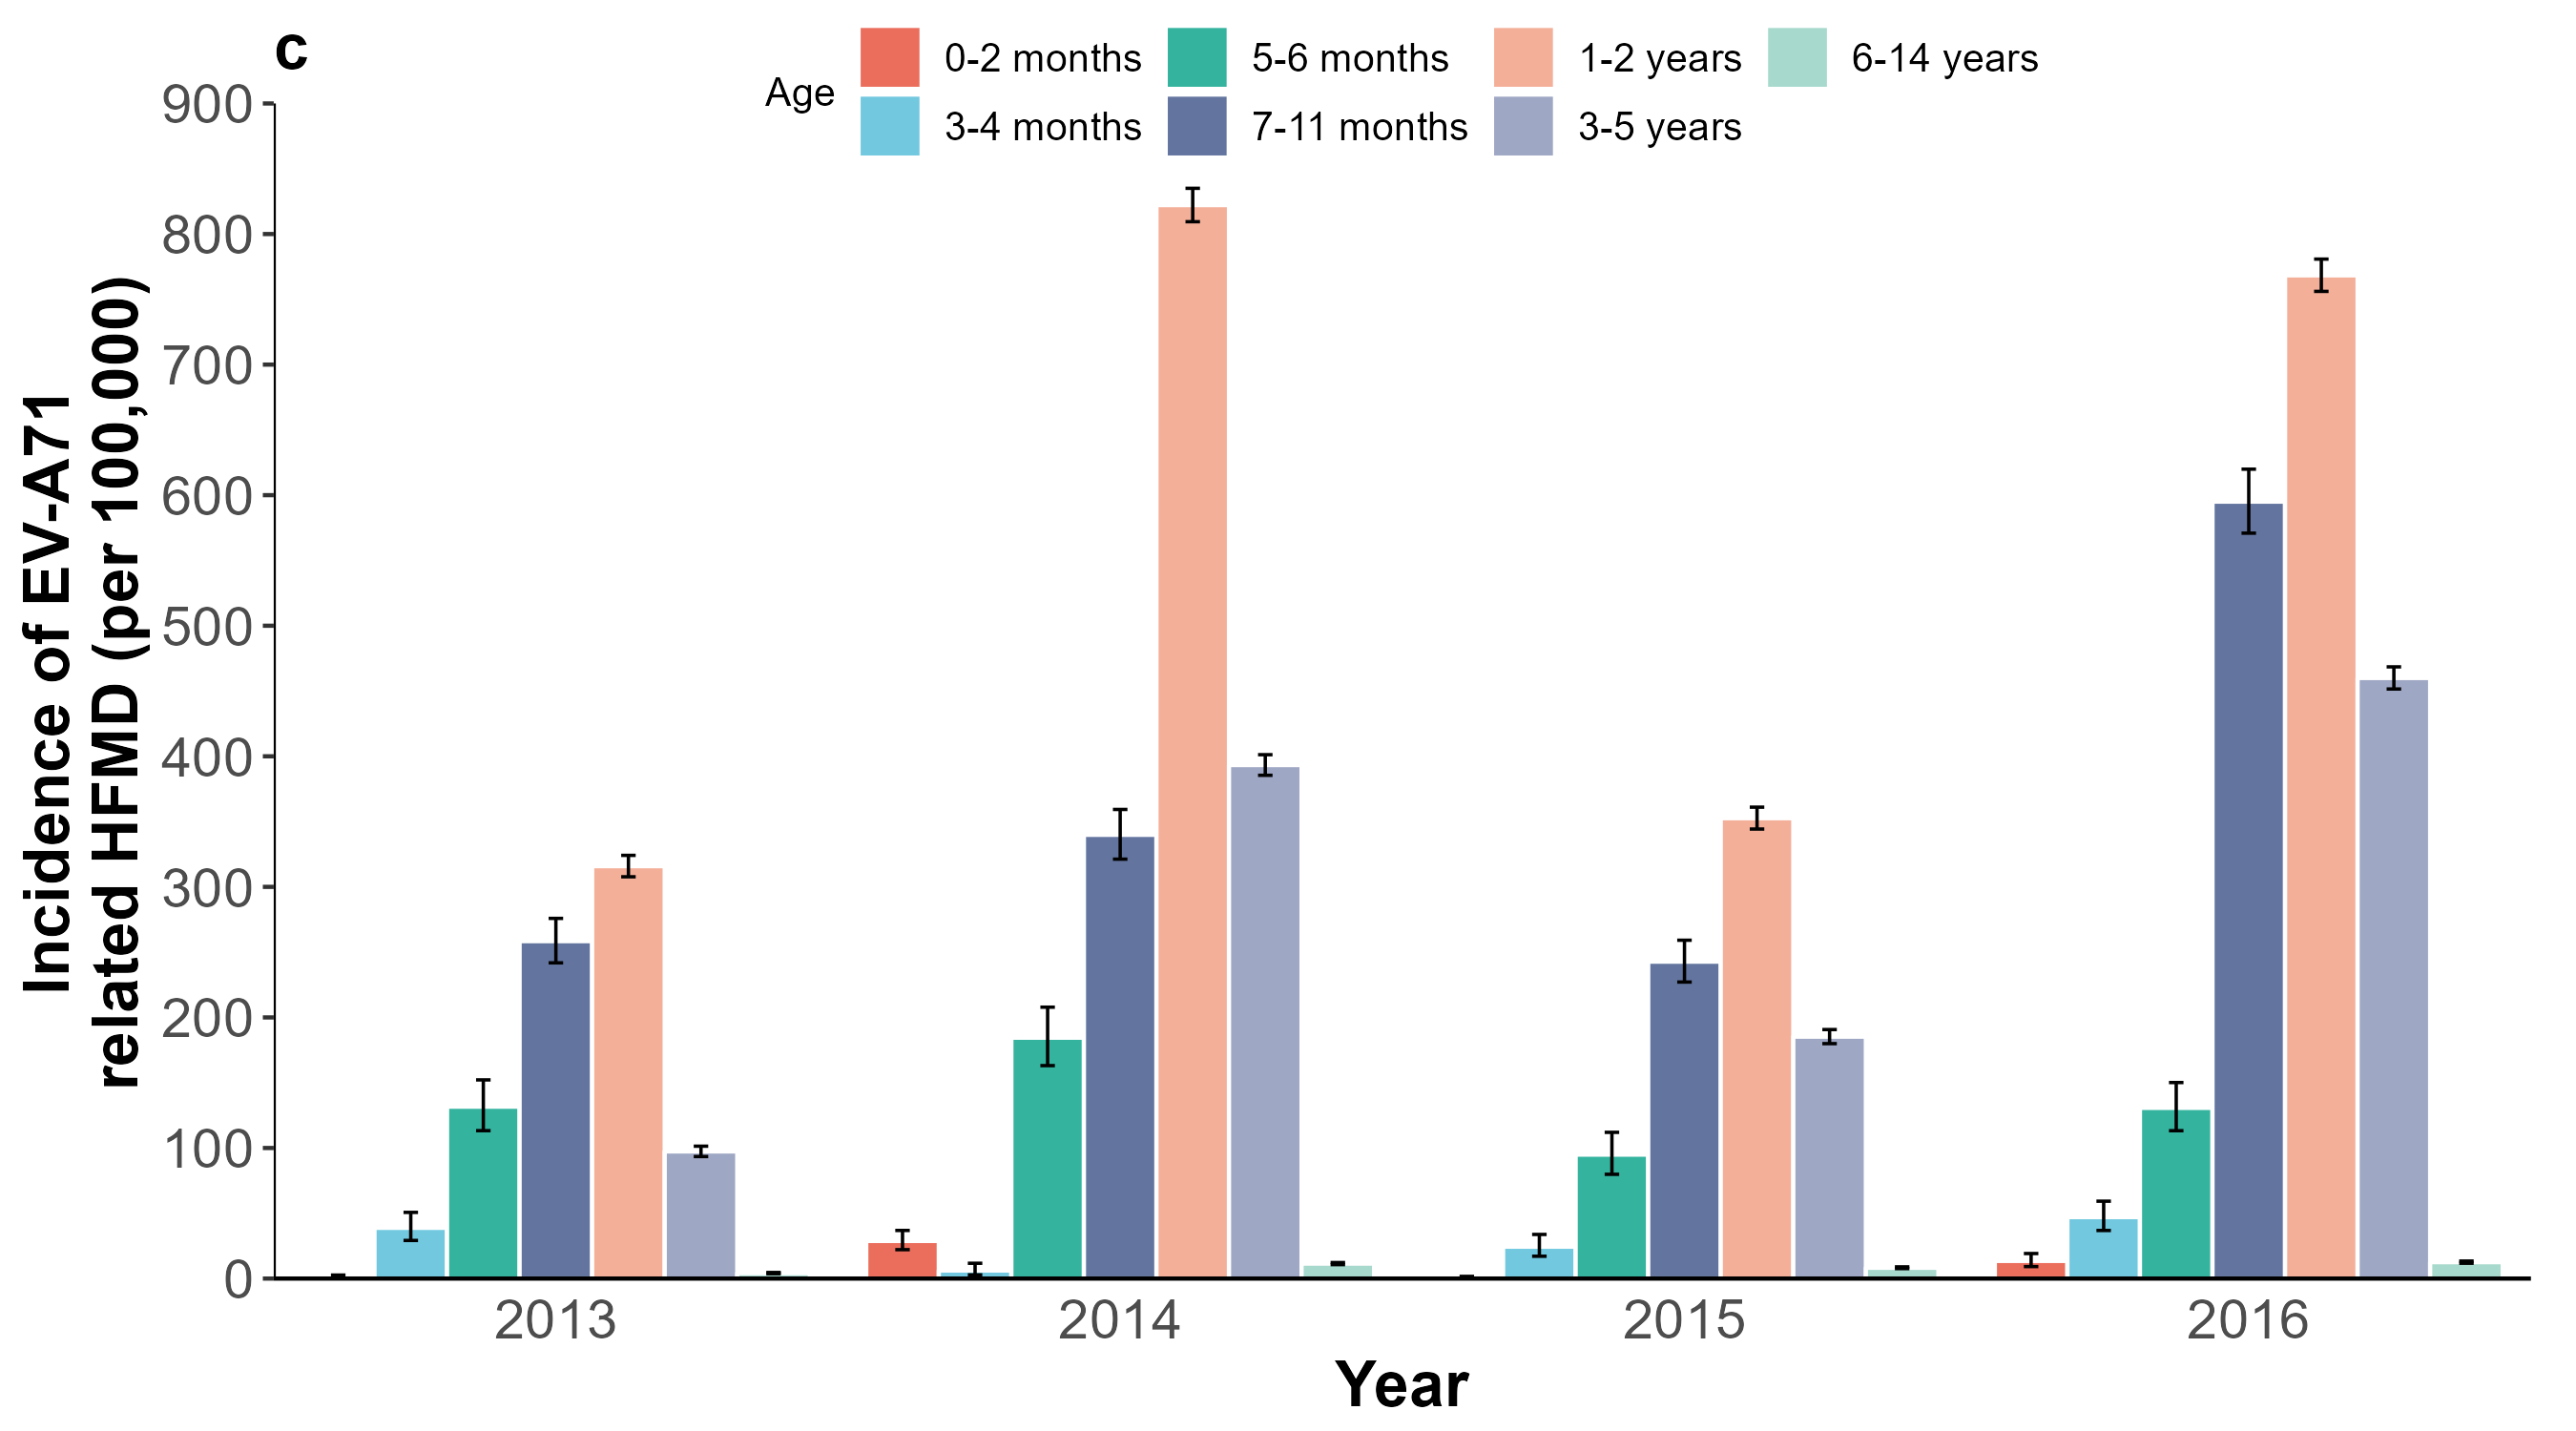 c
Age
0-2 months
5-6 months
1-2 years
6-14 years
3-4 months
7-11 months
3-5 years
Incidence of EV-A71
related HFMD (per 100,000)
900
800
700
600
500
400
300
200
100
0
2013
2014
2015
2016
Year